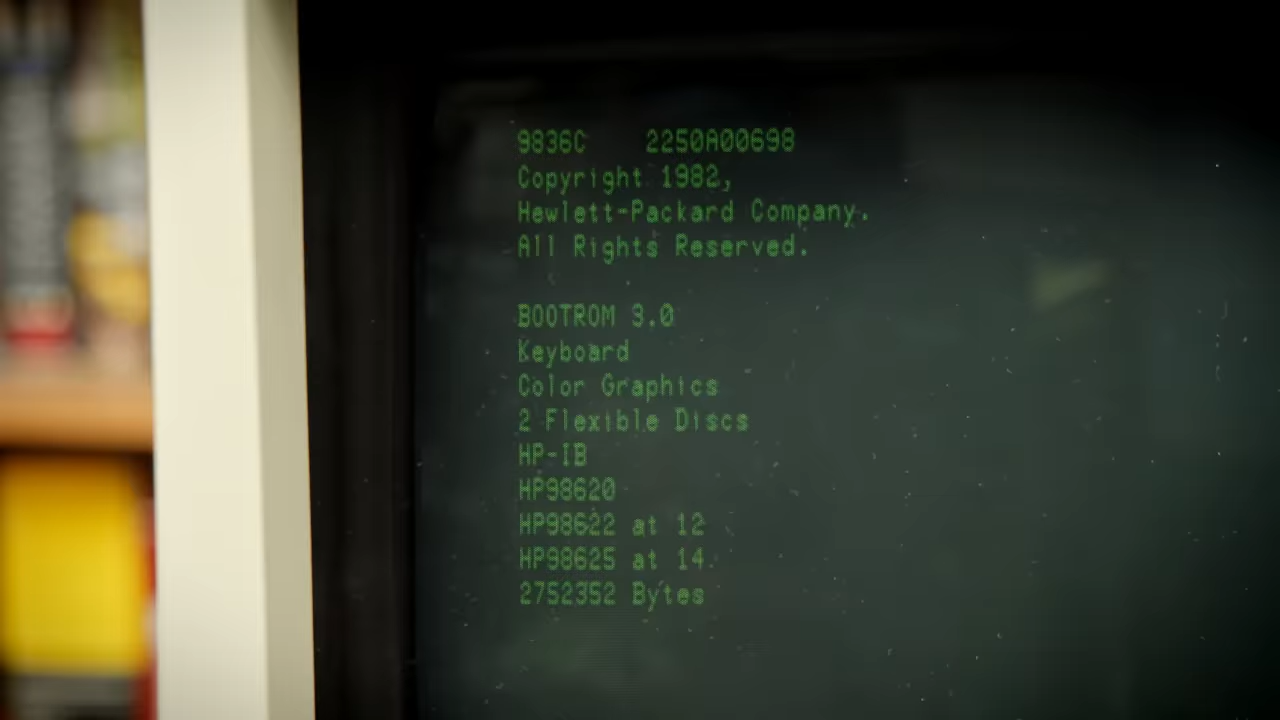 9836C    2250A00698
Copyright 1982,
Hewlett-Packard Company.
All Rights Reserved.
BOOTROM 3.0
Keyboard
Color Graphics
2 Flexible Discs
HP-IB
HP98620
HP98622 at 12
HP98625 at 14
2752352 Bytes